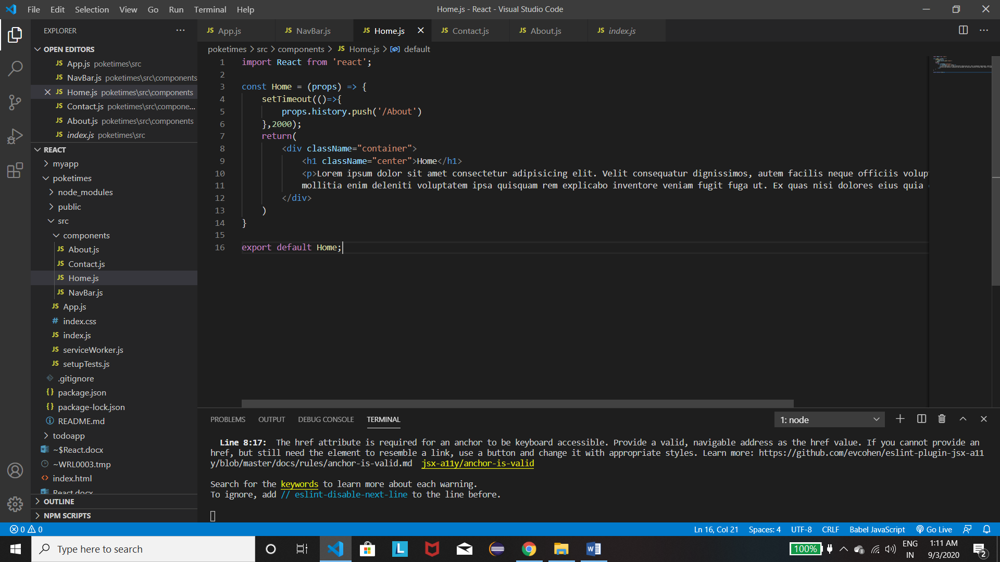 File Edit Selection View Go Run Terminal Help
Home.js - React - Visual Studio Code
EXPLORER
OPEN EDITORS
JS App.js poketimes\src
JS NavBar.js poketimes\src\components
JS Home.js poketimes\src\components
JS Contact.js poketimes\src\compone...
JS About.js poketimes\src\components
JS index.js poketimes\src
REACT
myapp
poketimes
node_modules
public
src
components
JS About.js
JS Contact.js
JS Home.js
JS NavBar.js
JS App.js
# index.css
JS index.js
JS serviceWorker.js
JS setupTests.js
.gitignore
{} package.json
{} package-lock.json
README.md
todoapp
~$React.docx
~WRL0003.tmp
<> index.html
React.docx
OUTLINE
NPM SCRIPTS
JS App.js JS NavBar.js JS Home.js JS Contact.js JS About.js JS index.js
poketimes > src > components > JS Home.js > default
1 import React from 'react';
2
3 const Home = (props) => {
4 setTimeout(()=>{
5 props.history.push('/About')
6 },2000);
7 return(
8 <div className="container">
9 <h1 className="center">Home</h1>
10 <p>Lorem ipsum dolor sit amet consectetur adipisicing elit. Velit consequatur dignissimos, autem facilis neque officiis volup
11 mollitia enim deleniti voluptatem ipsa quisquam rem explicabo inventore veniam fugit fuga ut. Ex quas nisi dolores eius quia
12 </div>
13 )
14 }
15
16 export default Home;
PROBLEMS OUTPUT DEBUG CONSOLE TERMINAL
1: node
Line 8:17: The href attribute is required for an anchor to be keyboard accessible. Provide a valid, navigable address as the href value. If you cannot provide an
href, but still need the element to resemble a link, use a button and change it with appropriate styles. Learn more: https://github.com/evcohen/eslint-plugin-jsx-a11
y/blob/master/docs/rules/anchor-is-valid.md jsx-a11y/anchor-is-valid
Search for the keywords to learn more about each warning.
To ignore, add // eslint-disable-next-line to the line before.
0 0
Ln 16, Col 21 Spaces: 4 UTF-8 CRLF Babel JavaScript Go Live
Type here to search
L
W
100%
ENG
IN
1:11 AM
9/3/2020
2